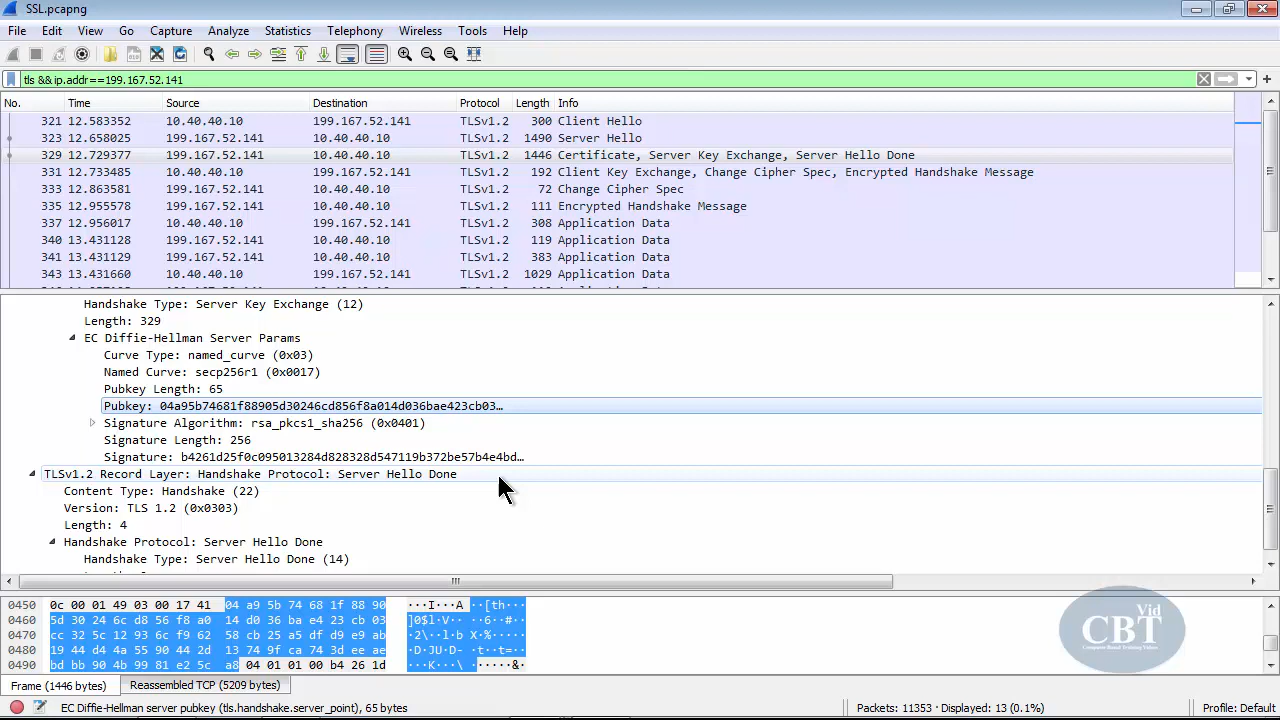 SSL.pcapng
File Edit View Go Capture Analyze Statistics Telephony Wireless Tools Help
tls && ip.addr==199.167.52.141
No. Time Source Destination Protocol Length Info
321 12.583352 10.40.40.10 199.167.52.141 TLSv1.2 300 Client Hello
323 12.658025 199.167.52.141 10.40.40.10 TLSv1.2 1490 Server Hello
329 12.729377 199.167.52.141 10.40.40.10 TLSv1.2 1446 Certificate, Server Key Exchange, Server Hello Done
331 12.733485 10.40.40.10 199.167.52.141 TLSv1.2 192 Client Key Exchange, Change Cipher Spec, Encrypted Handshake Message
333 12.863581 199.167.52.141 10.40.40.10 TLSv1.2 72 Change Cipher Spec
335 12.955578 199.167.52.141 10.40.40.10 TLSv1.2 111 Encrypted Handshake Message
337 12.956017 10.40.40.10 199.167.52.141 TLSv1.2 308 Application Data
340 13.431128 199.167.52.141 10.40.40.10 TLSv1.2 119 Application Data
341 13.431129 199.167.52.141 10.40.40.10 TLSv1.2 383 Application Data
343 13.431660 10.40.40.10 199.167.52.141 TLSv1.2 1029 Application Data
Handshake Type: Server Key Exchange (12)
Length: 329
EC Diffie-Hellman Server Params
Curve Type: named_curve (0x03)
Named Curve: secp256r1 (0x0017)
Pubkey Length: 65
Pubkey: 04a95b74681f88905d30246cd856f8a014d036bae423cb03…
Signature Algorithm: rsa_pkcs1_sha256 (0x0401)
Signature Length: 256
Signature: b4261d25f0c095013284d828328d547119b372be57b4e4bd…
TLSv1.2 Record Layer: Handshake Protocol: Server Hello Done
Content Type: Handshake (22)
Version: TLS 1.2 (0x0303)
Length: 4
Handshake Protocol: Server Hello Done
Handshake Type: Server Hello Done (14)
0450 0c 00 01 49 03 00 17 41 04 a9 5b 74 68 1f 88 90 ···I···A ··[th···
0460 5d 30 24 6c d8 56 f8 a0 14 d0 36 ba e4 23 cb 03 ]0$l·V·· ··6··#··
0470 cc 32 5c 12 93 6c f9 62 58 cb 25 a5 df d9 e9 ab ·2\··l·b X·%·····
0480 19 44 d4 4a 55 90 44 2d 13 74 9f ca 74 3d ee ae ·D·JU·D- ·t··t=··
0490 bd bb 90 4b 99 81 e2 5c a8 04 01 01 00 b4 26 1d ···K···\ ······&·
Vid
CBT
Computer Based Training Videos
Frame (1446 bytes) Reassembled TCP (5209 bytes)
EC Diffie-Hellman server pubkey (tls.handshake.server_point), 65 bytes Packets: 11353 · Displayed: 13 (0.1%) Profile: Default